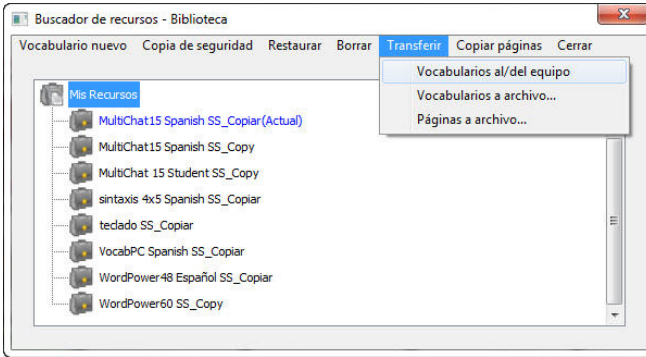 Buscador de recursos - Biblioteca
Vocabulario nuevo Copia de seguridad Restaurar Borrar Transferir Copiar páginas Cerrar
Vocabularios al/del equipo
Vocabularios a archivo...
Páginas a archivo...
Mis Recursos
MultiChat15 Spanish SS_Copiar(Actual)
MultiChat15 Spanish SS_Copy
MultiChat 15 Student SS_Copy
sintaxis 4x5 Spanish SS_Copiar
teclado SS_Copiar
VocabPC Spanish SS_Copiar
WordPower48 Español SS_Copiar
WordPower60 SS_Copy